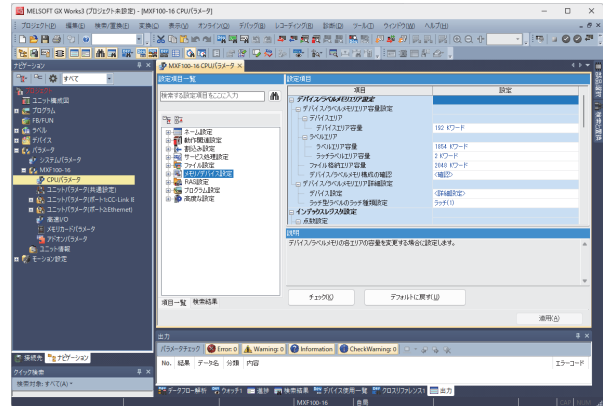 MELSOFT GX Works3 (プロジェクト未設定) - [MXF100-16 CPUパラメータ]
プロジェクト(P) 編集(E) 検索/置換(F) 変換(C) 表示(V) オンライン(O) デバッグ(B) レコーディング(R) 診断(D) ツール(T) ウィンドウ(W) ヘルプ(H)
ナビゲーション
すべて
プロジェクト
ユニット構成図
プログラム
FB/FUN
ラベル
デバイス
パラメータ
システムパラメータ
MXF100-16
CPUパラメータ
ユニットパラメータ(共通設定)
ユニットパラメータ(ポート1:CC-Link IE
ユニットパラメータ(ポート2:Ethernet)
高速I/O
メモリカードパラメータ
アドオンパラメータ
ユニット情報
モーション設定
接続先 ナビゲーション
クイック検索
検索対象: すべて(A)
MXF100-16 CPUパラメータ
設定項目一覧
検索する設定項目をここに入力
ネーム設定
動作関連設定
割込み設定
サービス処理設定
ファイル設定
メモリ/デバイス設定
RAS設定
プログラム設定
高度な設定
項目一覧 検索結果
設定項目
項目 設定
デバイス/ラベルメモリエリア設定
デバイス/ラベルメモリエリア容量設定
デバイスエリア
デバイスエリア容量 192 Kワード
ラベルエリア
ラベルエリア容量 1854 Kワード
ラッチラベルエリア容量 2 Kワード
ファイル格納エリア容量 2048 Kワード
デバイス/ラベルメモリ構成の確認 <確認>
デバイス/ラベルメモリエリア詳細設定
デバイス設定 <詳細設定>
ラッチ型ラベルのラッチ種類設定 ラッチ(1)
インデックスレジスタ設定
点数設定
説明
デバイス/ラベルメモリの各エリアの容量を変更する場合に設定します。
チェック(K) デフォルトに戻す(U)
適用(A)
出力
パラメータチェック Error: 0 Warning: 0 Information CheckWarning: 0
No. 結果 データ名 分類 内容 エラーコード
データフロー解析 ウォッチ1 進捗 検索結果 デバイス使用一覧 クロスリファレンス1 出力
MXF100-16 自局 CAP NUM